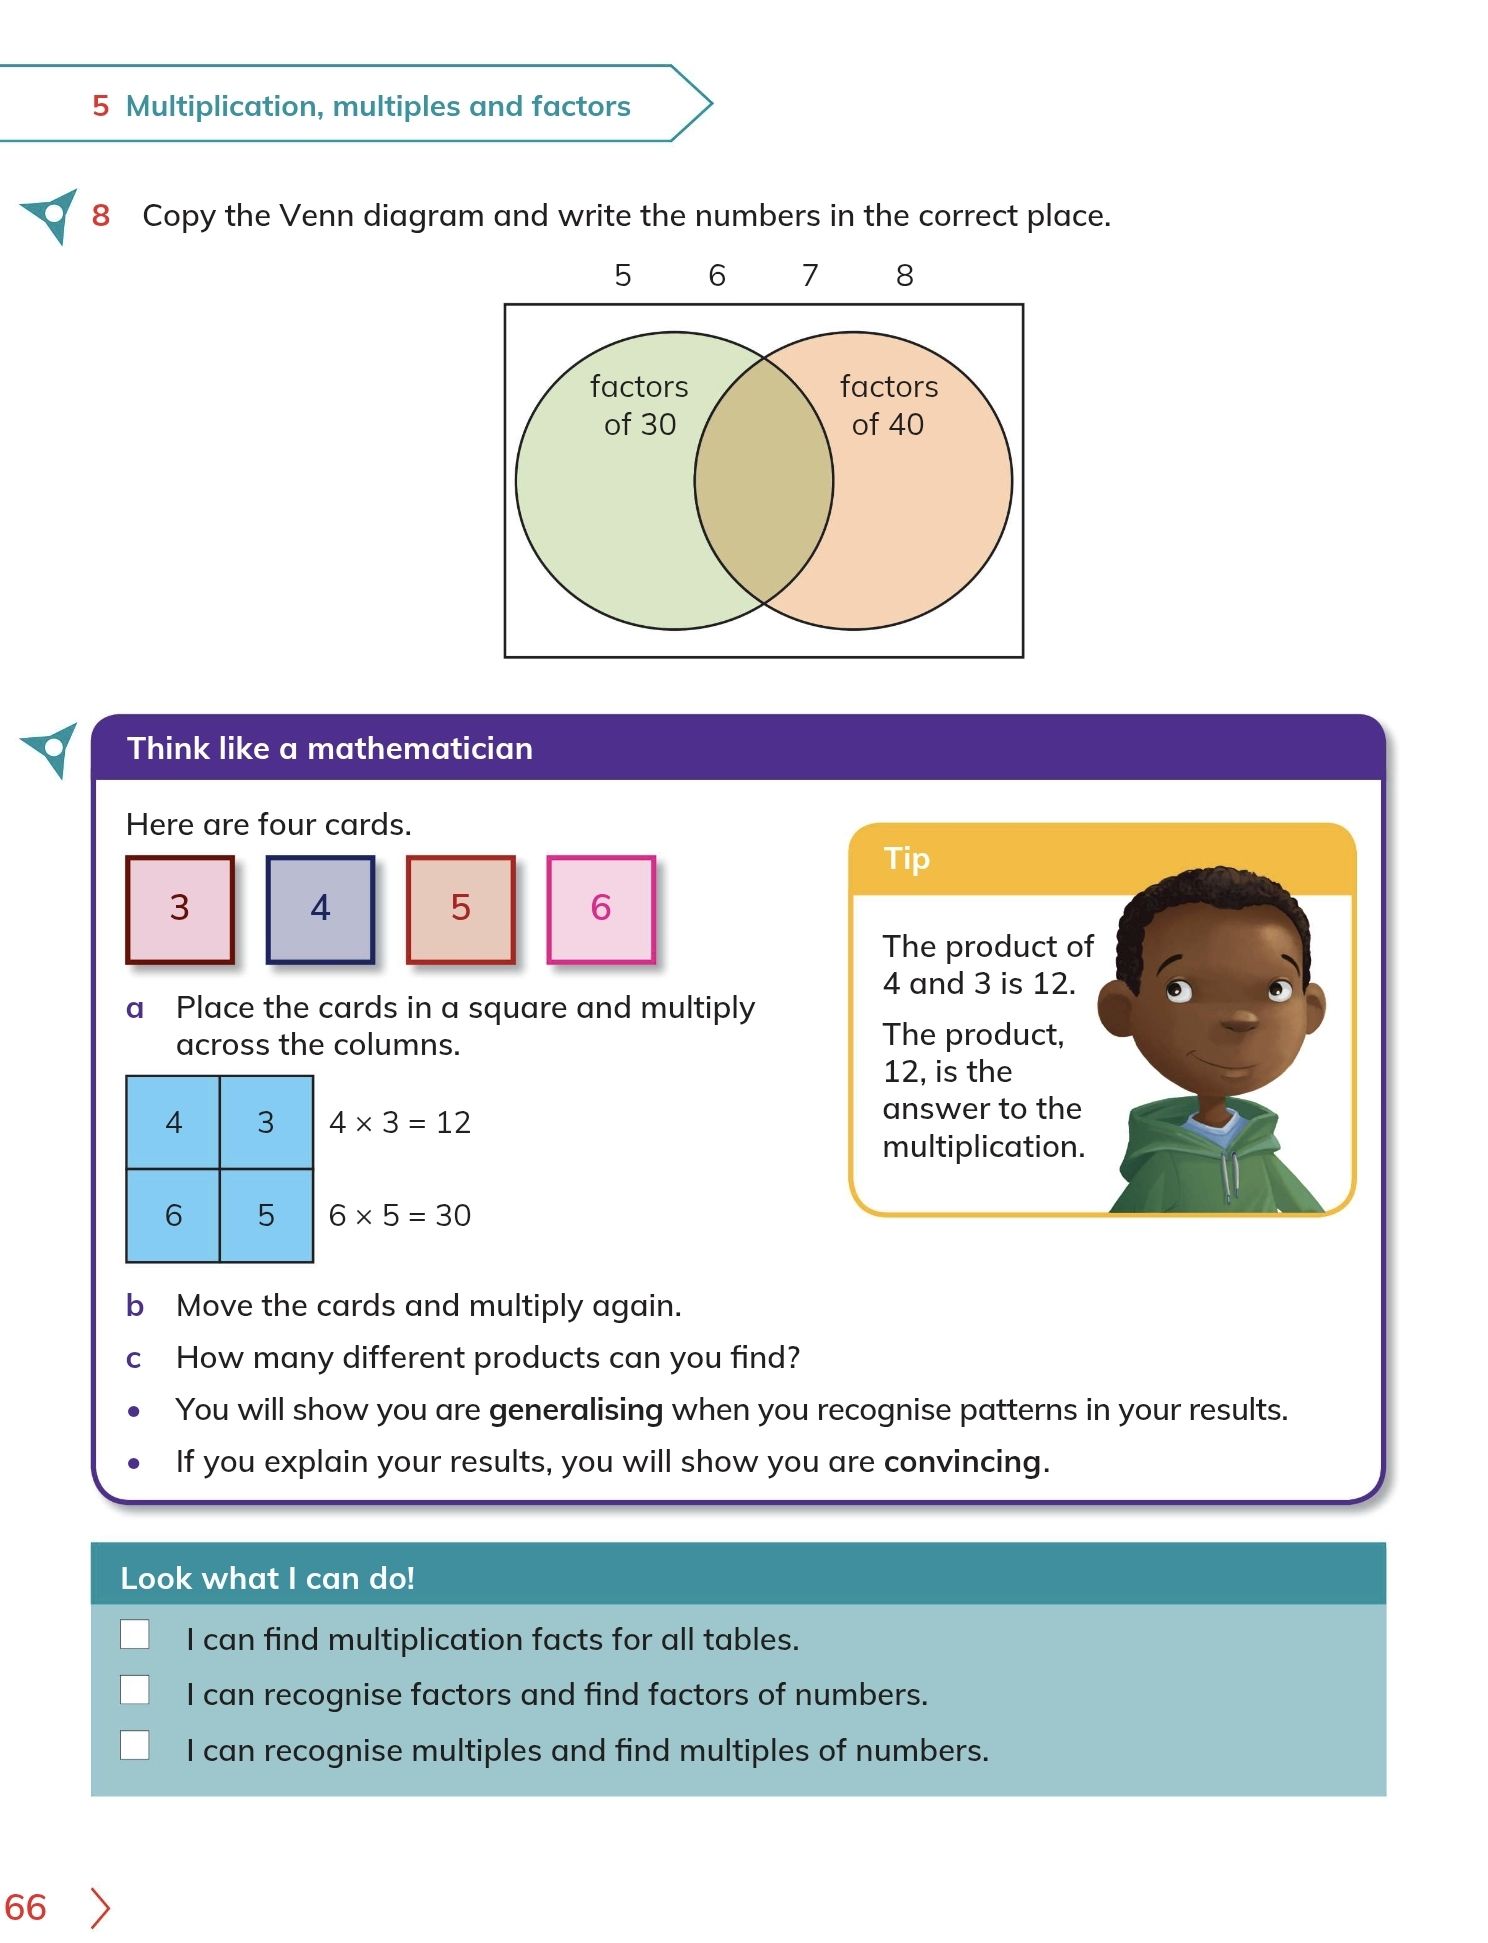 5 Multiplication, multiples and factors
8 Copy the Venn diagram and write the numbers in the correct place.
5 6 7 8
factors
of 30
factors
of 40
Think like a mathematician
Here are four cards.
3 4 5 6
a Place the cards in a square and multiply
across the columns.
4 3 4 × 3 = 12
6 5 6 × 5 = 30
Tip
The product of
4 and 3 is 12.
The product,
12, is the
answer to the
multiplication.
b Move the cards and multiply again.
c How many different products can you find?
• You will show you are generalising when you recognise patterns in your results.
• If you explain your results, you will show you are convincing.
Look what I can do!
I can find multiplication facts for all tables.
I can recognise factors and find factors of numbers.
I can recognise multiples and find multiples of numbers.
66